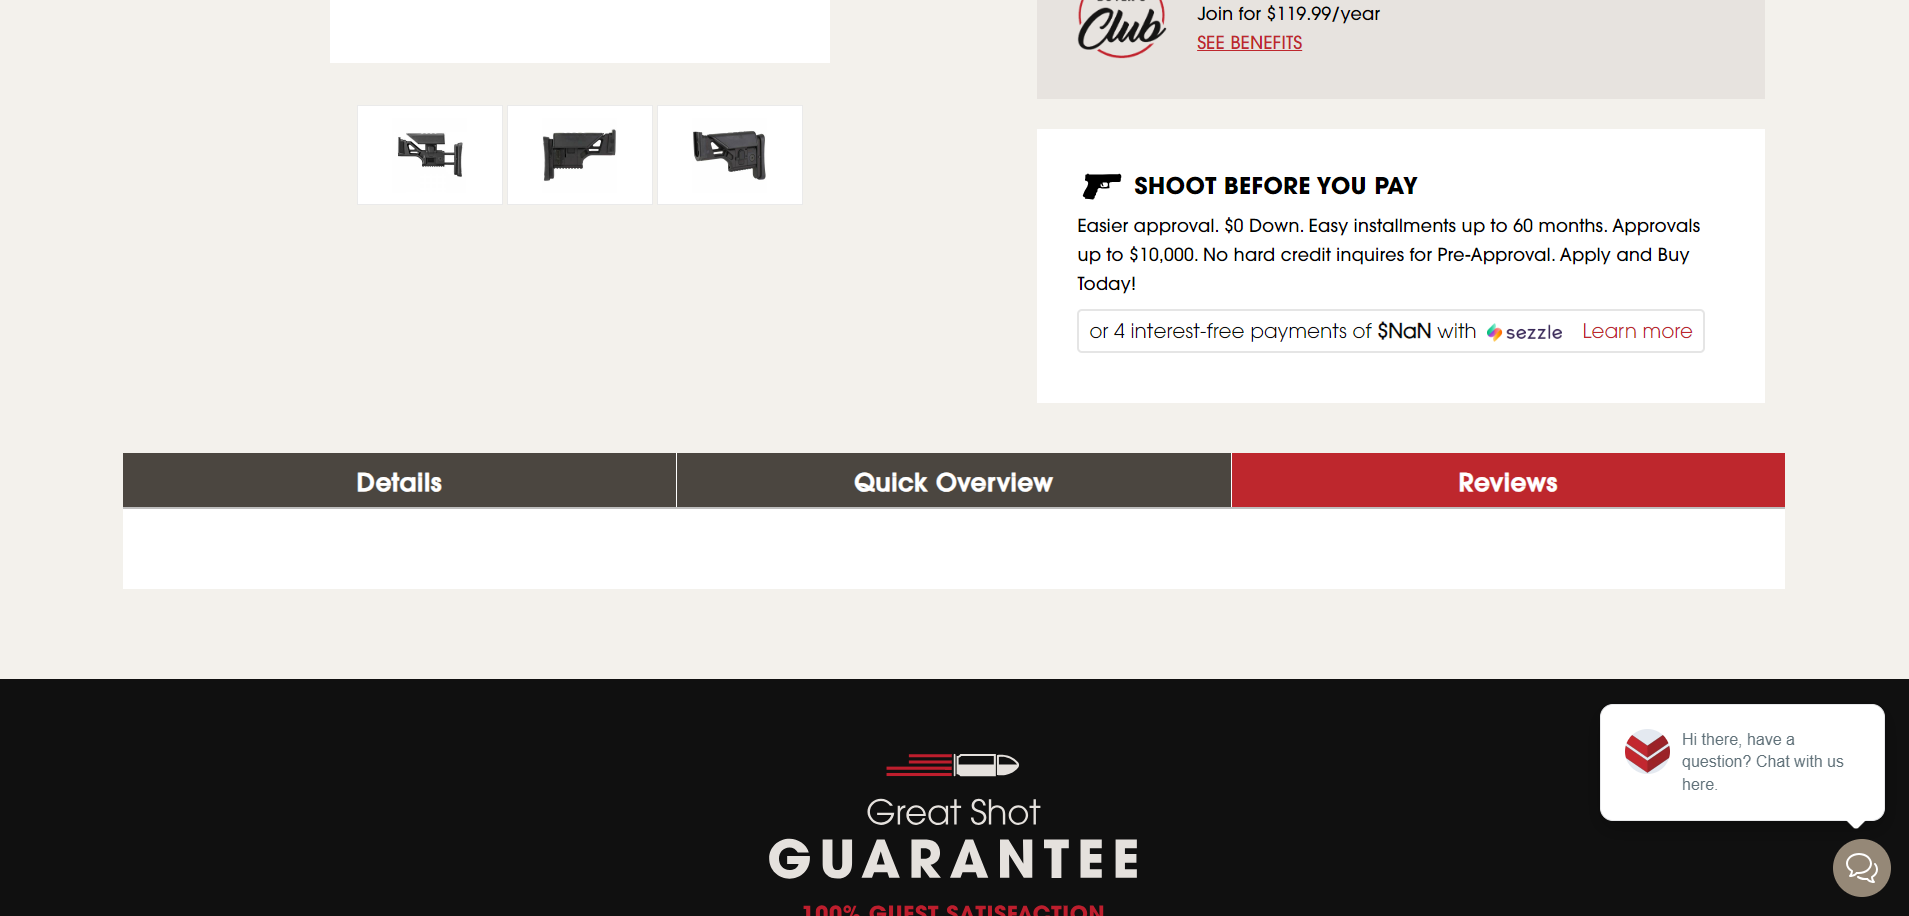 Club
Join for $119.99/year
SEE BENEFITS
SHOOT BEFORE YOU PAY
Easier approval. $0 Down. Easy installments up to 60 months. Approvals
up to $10,000. No hard credit inquires for Pre-Approval. Apply and Buy
Today!
or 4 interest-free payments of $NaN with sezzle Learn more
Details
Quick Overview
Reviews
Hi there, have a
question? Chat with us
here.
Great Shot
GUARANTEE
100% GUEST SATISFACTION